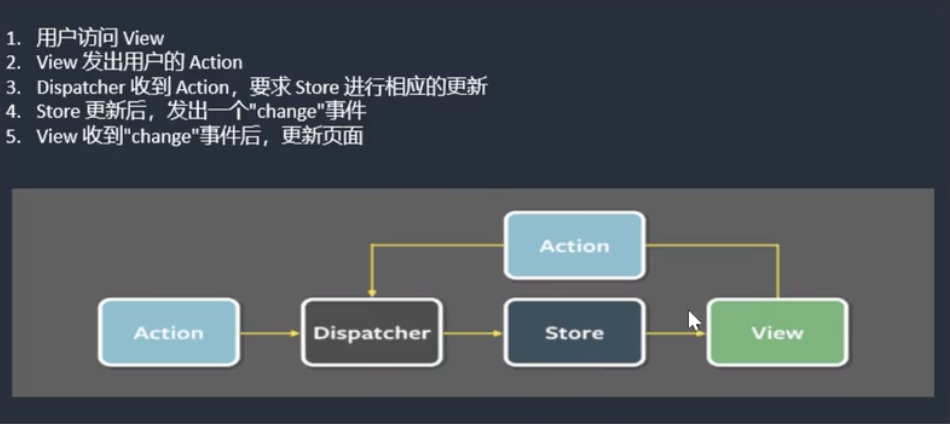 1. 用户访问 View
2. View 发出用户的 Action
3. Dispatcher 收到 Action，要求 Store 进行相应的更新
4. Store 更新后，发出一个"change"事件
5. View 收到"change"事件后，更新页面
Action
Action
Dispatcher
Store
View